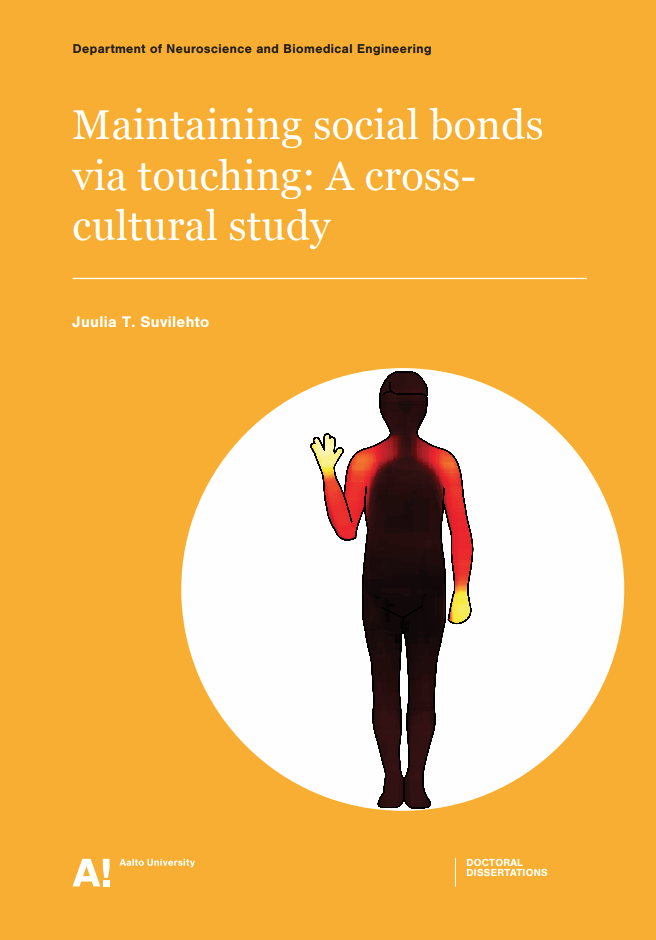 Department of Neuroscience and Biomedical Engineering
Maintaining social bonds
via touching: A cross-
cultural study
Juulia T. Suvilehto
A!
Aalto University
DOCTORAL
DISSERTATIONS